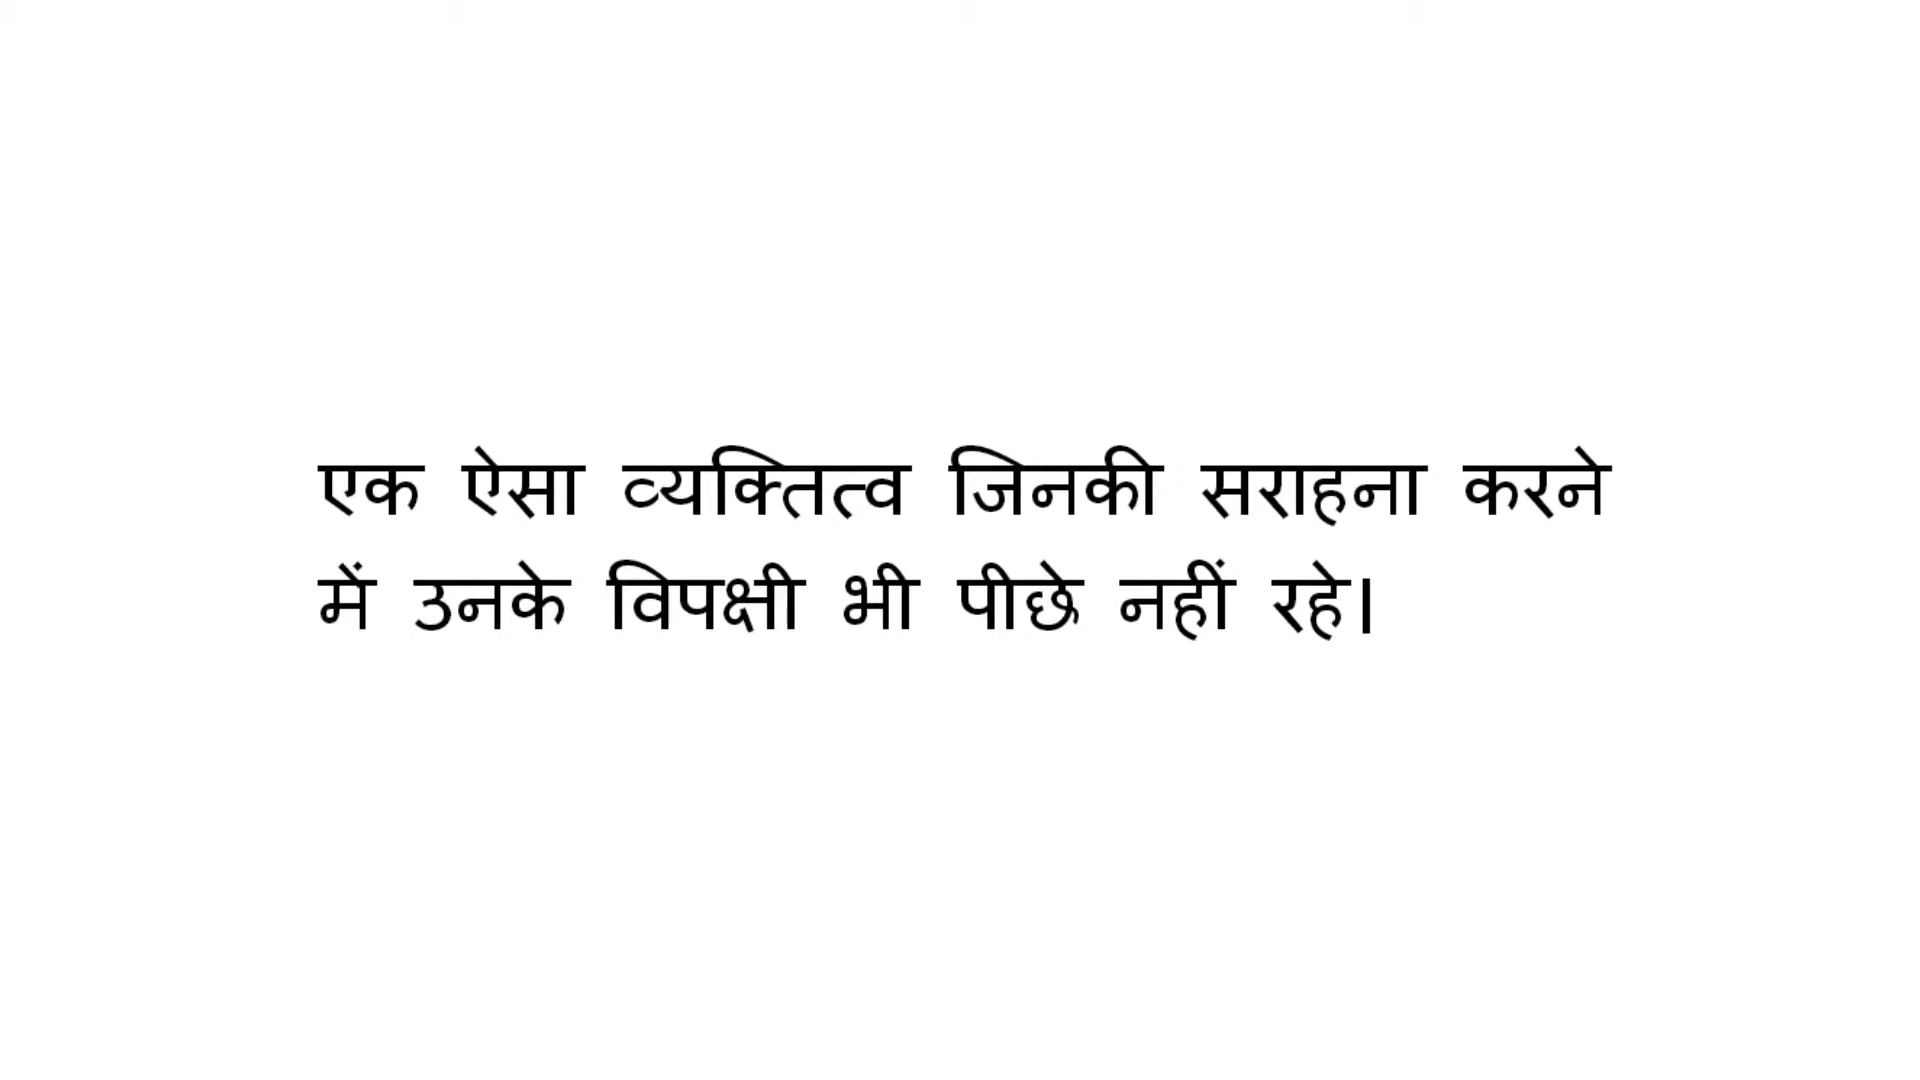 एक ऐसा व्यक्तित्व जिनकी सराहना करने
में उनके विपक्षी भी पीछे नहीं रहे।